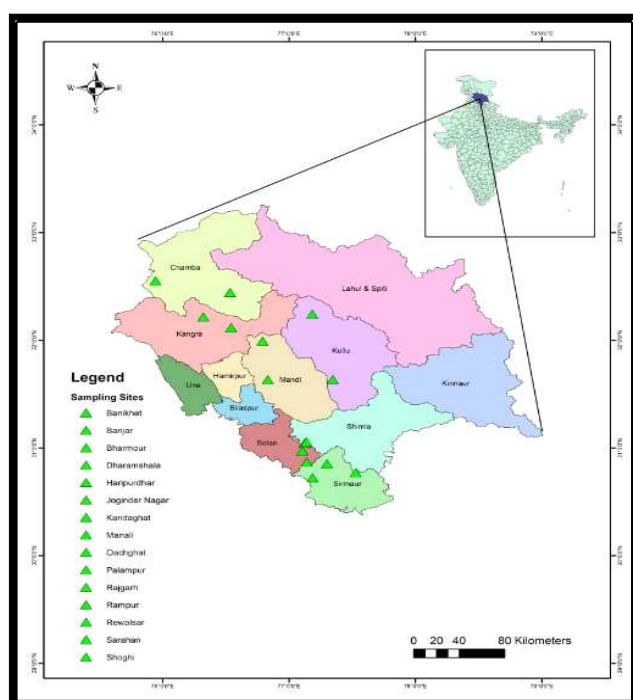 N
W E
S
Chamba
Lahul & Spiti
Kangra
Kullu
Hamirpur
Mandi
Una
Kinnaur
Bilaspur
Shimla
Solan
Sirmaur
Legend
Sampling Sites
Banikhet
Banjar
Bharmour
Dharamshala
Haripurdhar
Joginder Nagar
Kandaghat
Manali
Oachghat
Palampur
Rajgarh
Rampur
Rewalsar
Sarahan
Shoghi
0 20 40 80 Kilometers